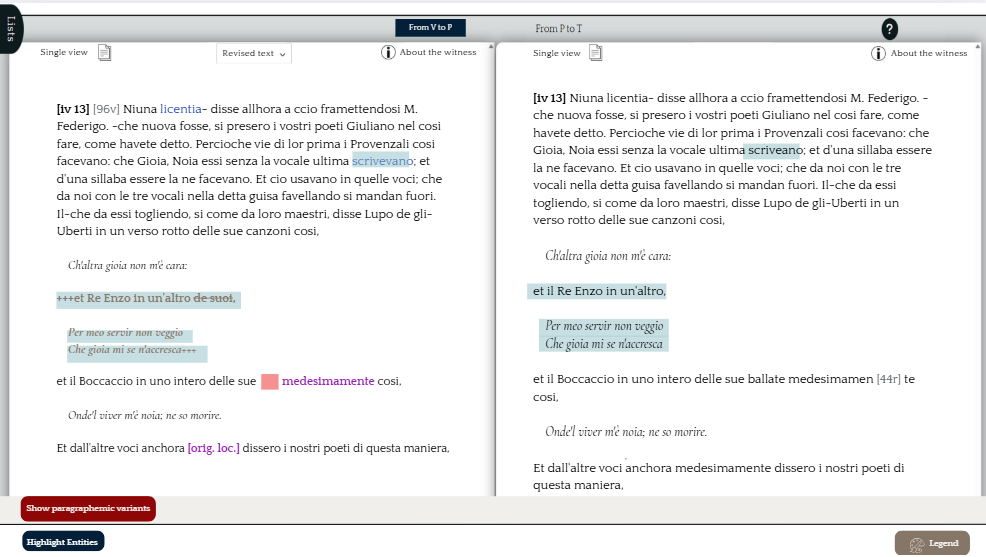 Lists
From V to P
From P to T
?
Single view
Revised text
About the witness
[iv 13] [96v] Niuna licentia- disse allhora a ccio framettendosi M.
Federigo. -che nuova fosse, si presero i vostri poeti Giuliano nel cosi
fare, come havete detto. Percioche vie di lor prima i Provenzali cosi
facevano: che Gioia, Noia essi senza la vocale ultima scrivevano; et
d'una sillaba essere la ne facevano. Et cio usavano in quelle voci; che
da noi con le tre vocali nella detta guisa favellando si mandan fuori.
Il-che da essi togliendo, si come da loro maestri, disse Lupo de gli-
Uberti in un verso rotto delle sue canzoni cosi,
Ch'altra gioia non m'è cara:
+++et Re Enzo in un'altro de suoi,
Per meo servir non veggio
Che gioia mi se n'accresca+++
et il Boccaccio in uno intero delle sue medesimamente cosi,
Onde'l viver m'è noia; ne so morire.
Et dall'altre voci anchora [orig. loc.] dissero i nostri poeti di questa maniera,
Single view
About the witness
[iv 13] Niuna licentia- disse allhora a ccio framettendosi M. Federigo. -
che nuova fosse, si presero i vostri poeti Giuliano nel cosi fare, come
havete detto. Percioche vie di lor prima i Provenzali cosi facevano: che
Gioia, Noia essi senza la vocale ultima scriveano; et d'una sillaba essere
la ne facevano. Et cio usavano in quelle voci; che da noi con le tre
vocali nella detta guisa favellando si mandan fuori. Il-che da essi
togliendo, si come da loro maestri, disse Lupo de gli-Uberti in un
verso rotto delle sue canzoni cosi,
Ch'altra gioia non m'è cara:
et il Re Enzo in un'altro,
Per meo servir non veggio
Che gioia mi se n'accresca
et il Boccaccio in uno intero delle sue ballate medesimamen [44r] te
cosi,
Onde'l viver m'è noia; ne so morire.
Et dall'altre voci anchora medesimamente dissero i nostri poeti di
questa maniera,
Show paragraphemic variants
Highlight Entities
Legend